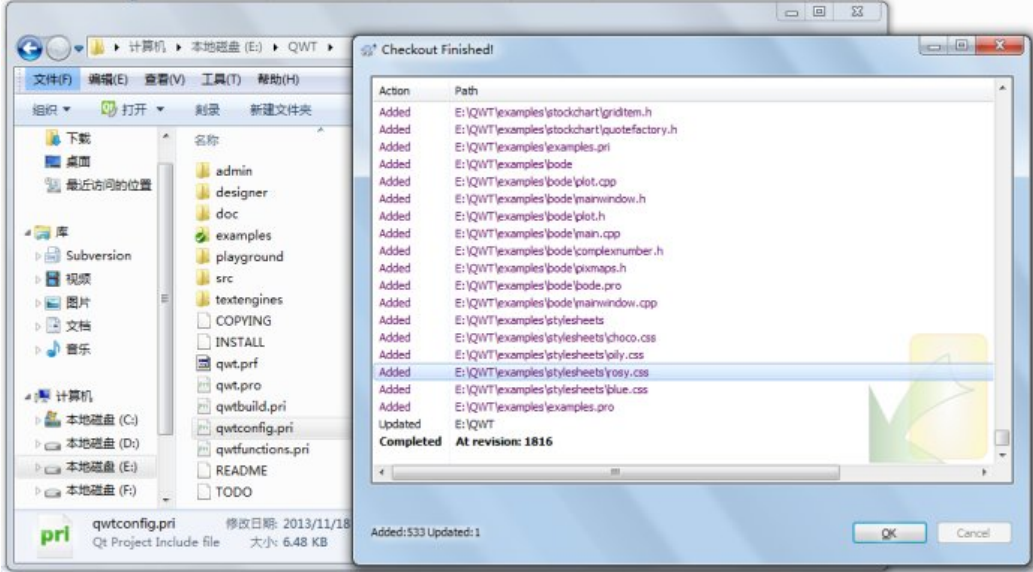 计算机 本地磁盘 (E:) QWT
文件(F) 编辑(E) 查看(V) 工具(T) 帮助(H)
组织 打开 刻录 新建文件夹
下载
桌面
最近访问的位置
库
Subversion
视频
图片
文档
音乐
计算机
本地磁盘 (C:)
本地磁盘 (D:)
本地磁盘 (E:)
本地磁盘 (F:)
名称
admin
designer
doc
examples
playground
src
textengines
COPYING
INSTALL
qwt.prf
qwt.pro
qwtbuild.pri
qwtconfig.pri
qwtfunctions.pri
README
TODO
pri
qwtconfig.pri 修改日期: 2013/11/18
Qt Project Include file 大小: 6.48 KB
Checkout Finished!
Action Path
Added E:\QWT\examples\stockchart\griditem.h
Added E:\QWT\examples\stockchart\quotefactory.h
Added E:\QWT\examples\examples.pri
Added E:\QWT\examples\bode
Added E:\QWT\examples\bode\plot.cpp
Added E:\QWT\examples\bode\mainwindow.h
Added E:\QWT\examples\bode\plot.h
Added E:\QWT\examples\bode\main.cpp
Added E:\QWT\examples\bode\complexnumber.h
Added E:\QWT\examples\bode\pixmaps.h
Added E:\QWT\examples\bode\bode.pro
Added E:\QWT\examples\bode\mainwindow.cpp
Added E:\QWT\examples\stylesheets
Added E:\QWT\examples\stylesheets\choco.css
Added E:\QWT\examples\stylesheets\oily.css
Added E:\QWT\examples\stylesheets\rosy.css
Added E:\QWT\examples\stylesheets\blue.css
Added E:\QWT\examples\examples.pro
Updated E:\QWT
Completed At revision: 1816
Added:533 Updated:1
OK Cancel